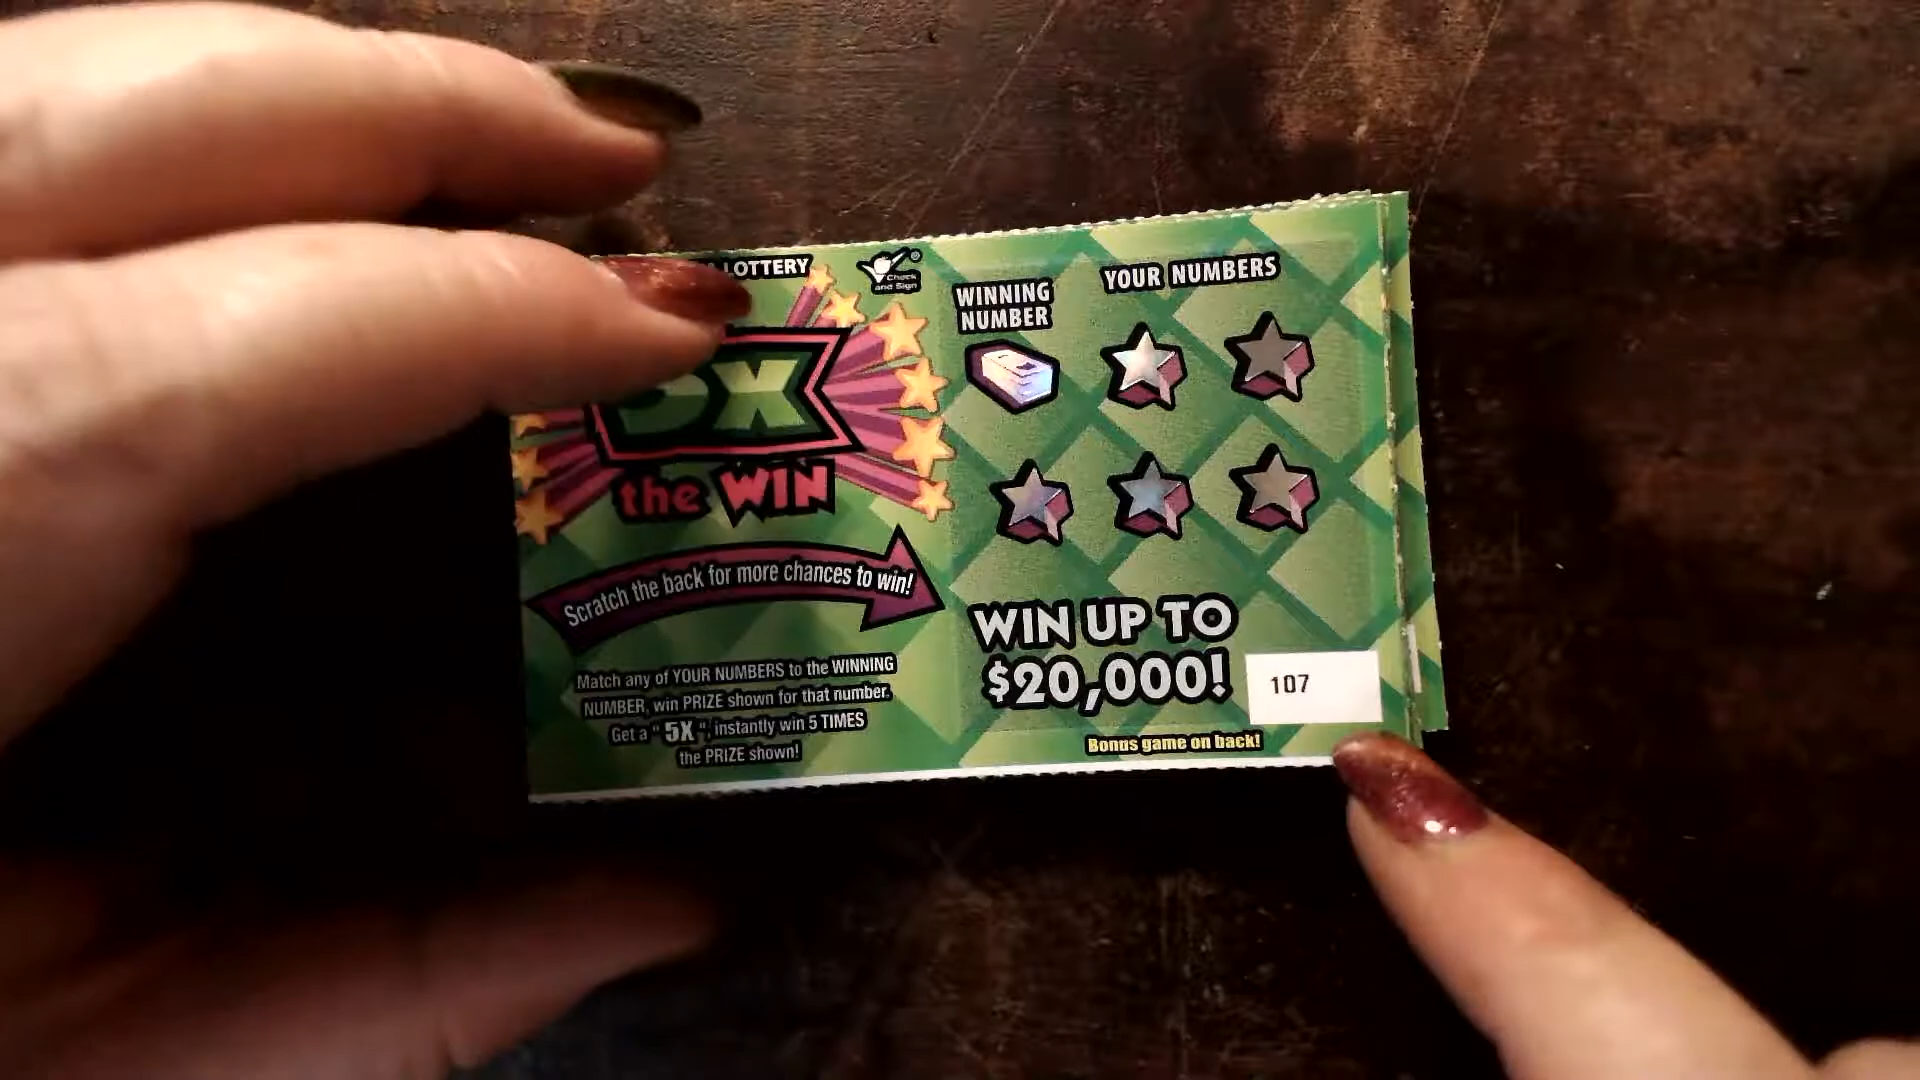 LOTTERY
Check
and Sign
5X
the WIN
Scratch the back for more chances to win!
Match any of YOUR NUMBERS to the WINNING
NUMBER, win PRIZE shown for that number.
Get a "5X", instantly win 5 TIMES
the PRIZE shown!
WINNING
NUMBER
YOUR NUMBERS
WIN UP TO
$20,000!
107
Bonus game on back!